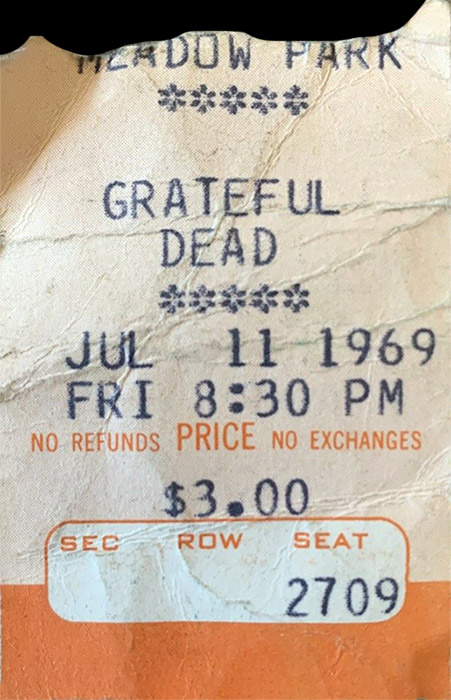 MEADOW PARK
*****
GRATEFUL
DEAD
*****
JUL 11 1969
FRI 8:30 PM
NO REFUNDS PRICE NO EXCHANGES
$3.00
SEC ROW SEAT
2709